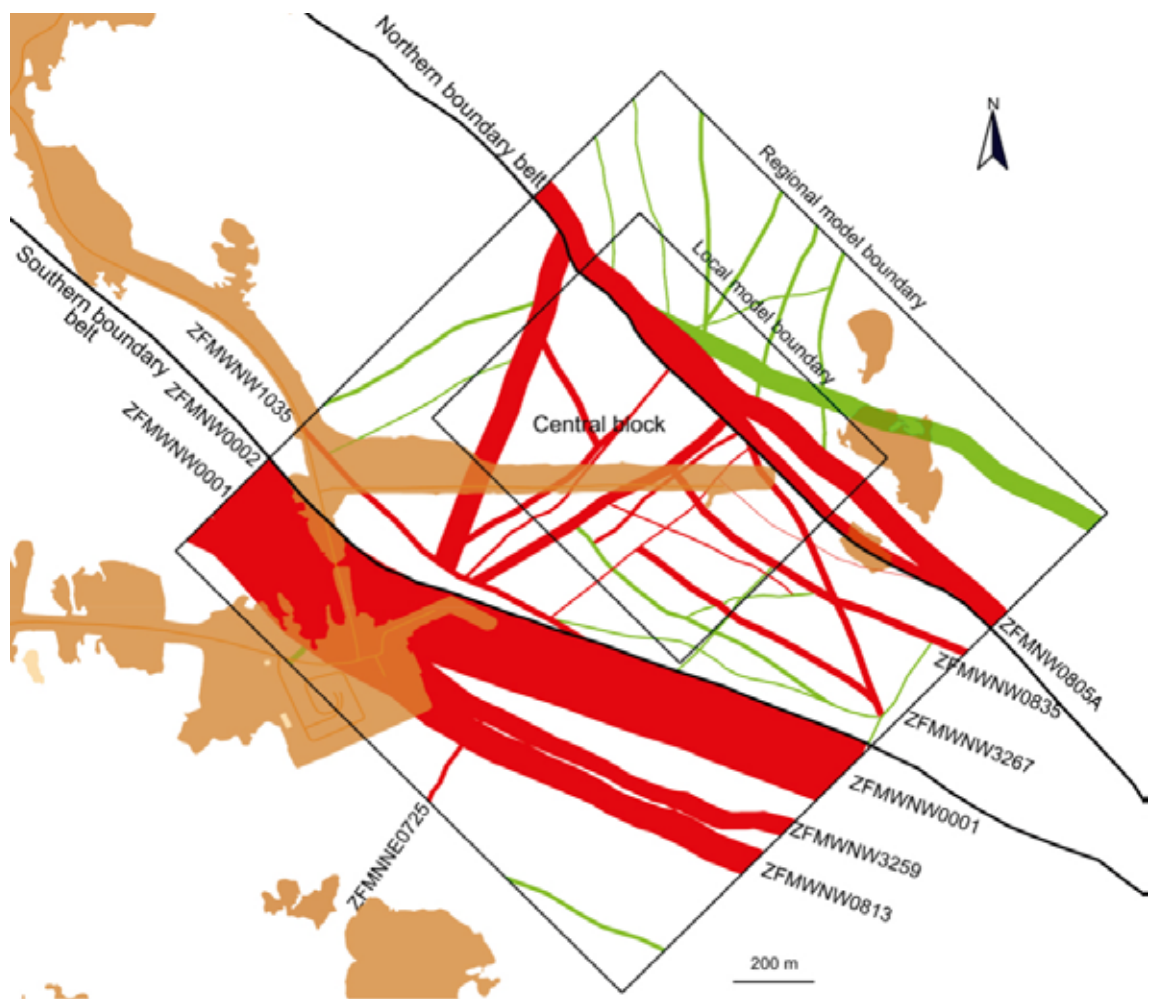 Northern boundary belt
N
Regional model boundary
Local model boundary
Southern boundary
belt
ZFMWNW1035
ZFMNW0002
ZFMWNW0001
Central block
ZFMNW0805A
ZFMWNW0835
ZFMWNW3267
ZFMWNW0001
ZFMWNW3259
ZFMWNW0813
ZFMNNE0725
200 m